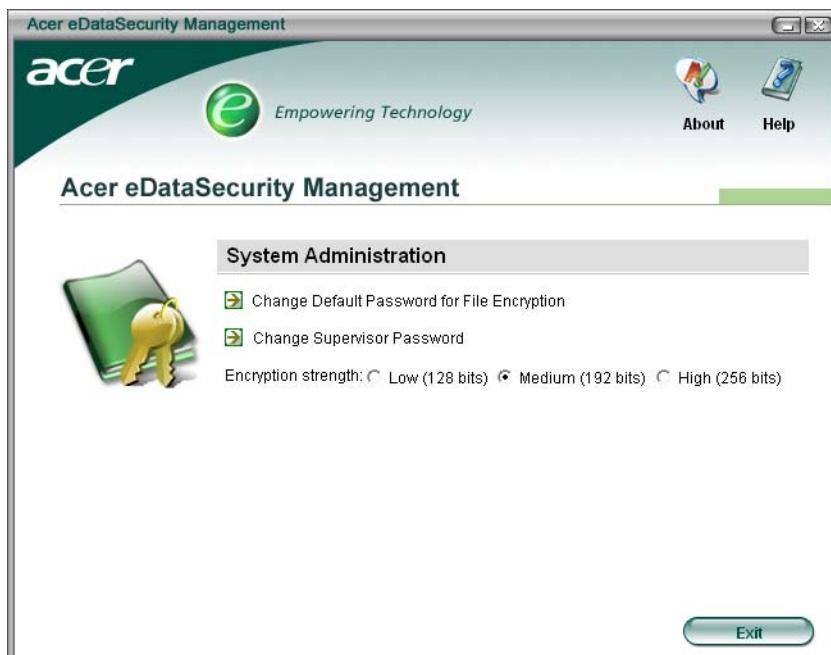 Acer eDataSecurity Management
acer
e Empowering Technology
About Help
Acer eDataSecurity Management
System Administration
Change Default Password for File Encryption
Change Supervisor Password
Encryption strength: Low (128 bits) Medium (192 bits) High (256 bits)
Exit